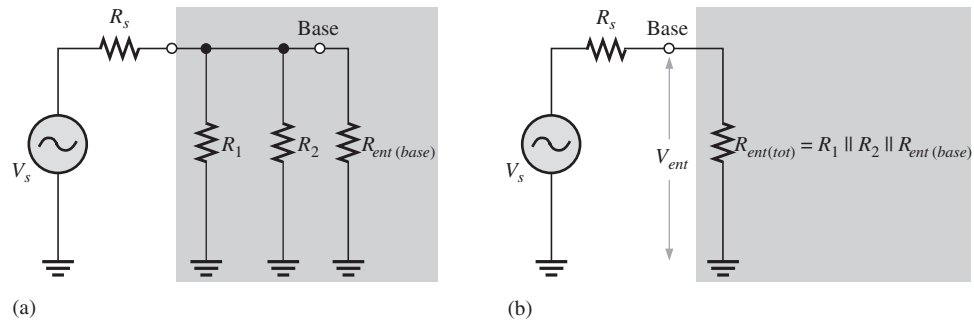 R_s
Base
V_s
R_1
R_2
R_ent (base)
(a)
R_s
Base
V_s
V_ent
R_ent(tot) = R_1 || R_2 || R_ent (base)
(b)